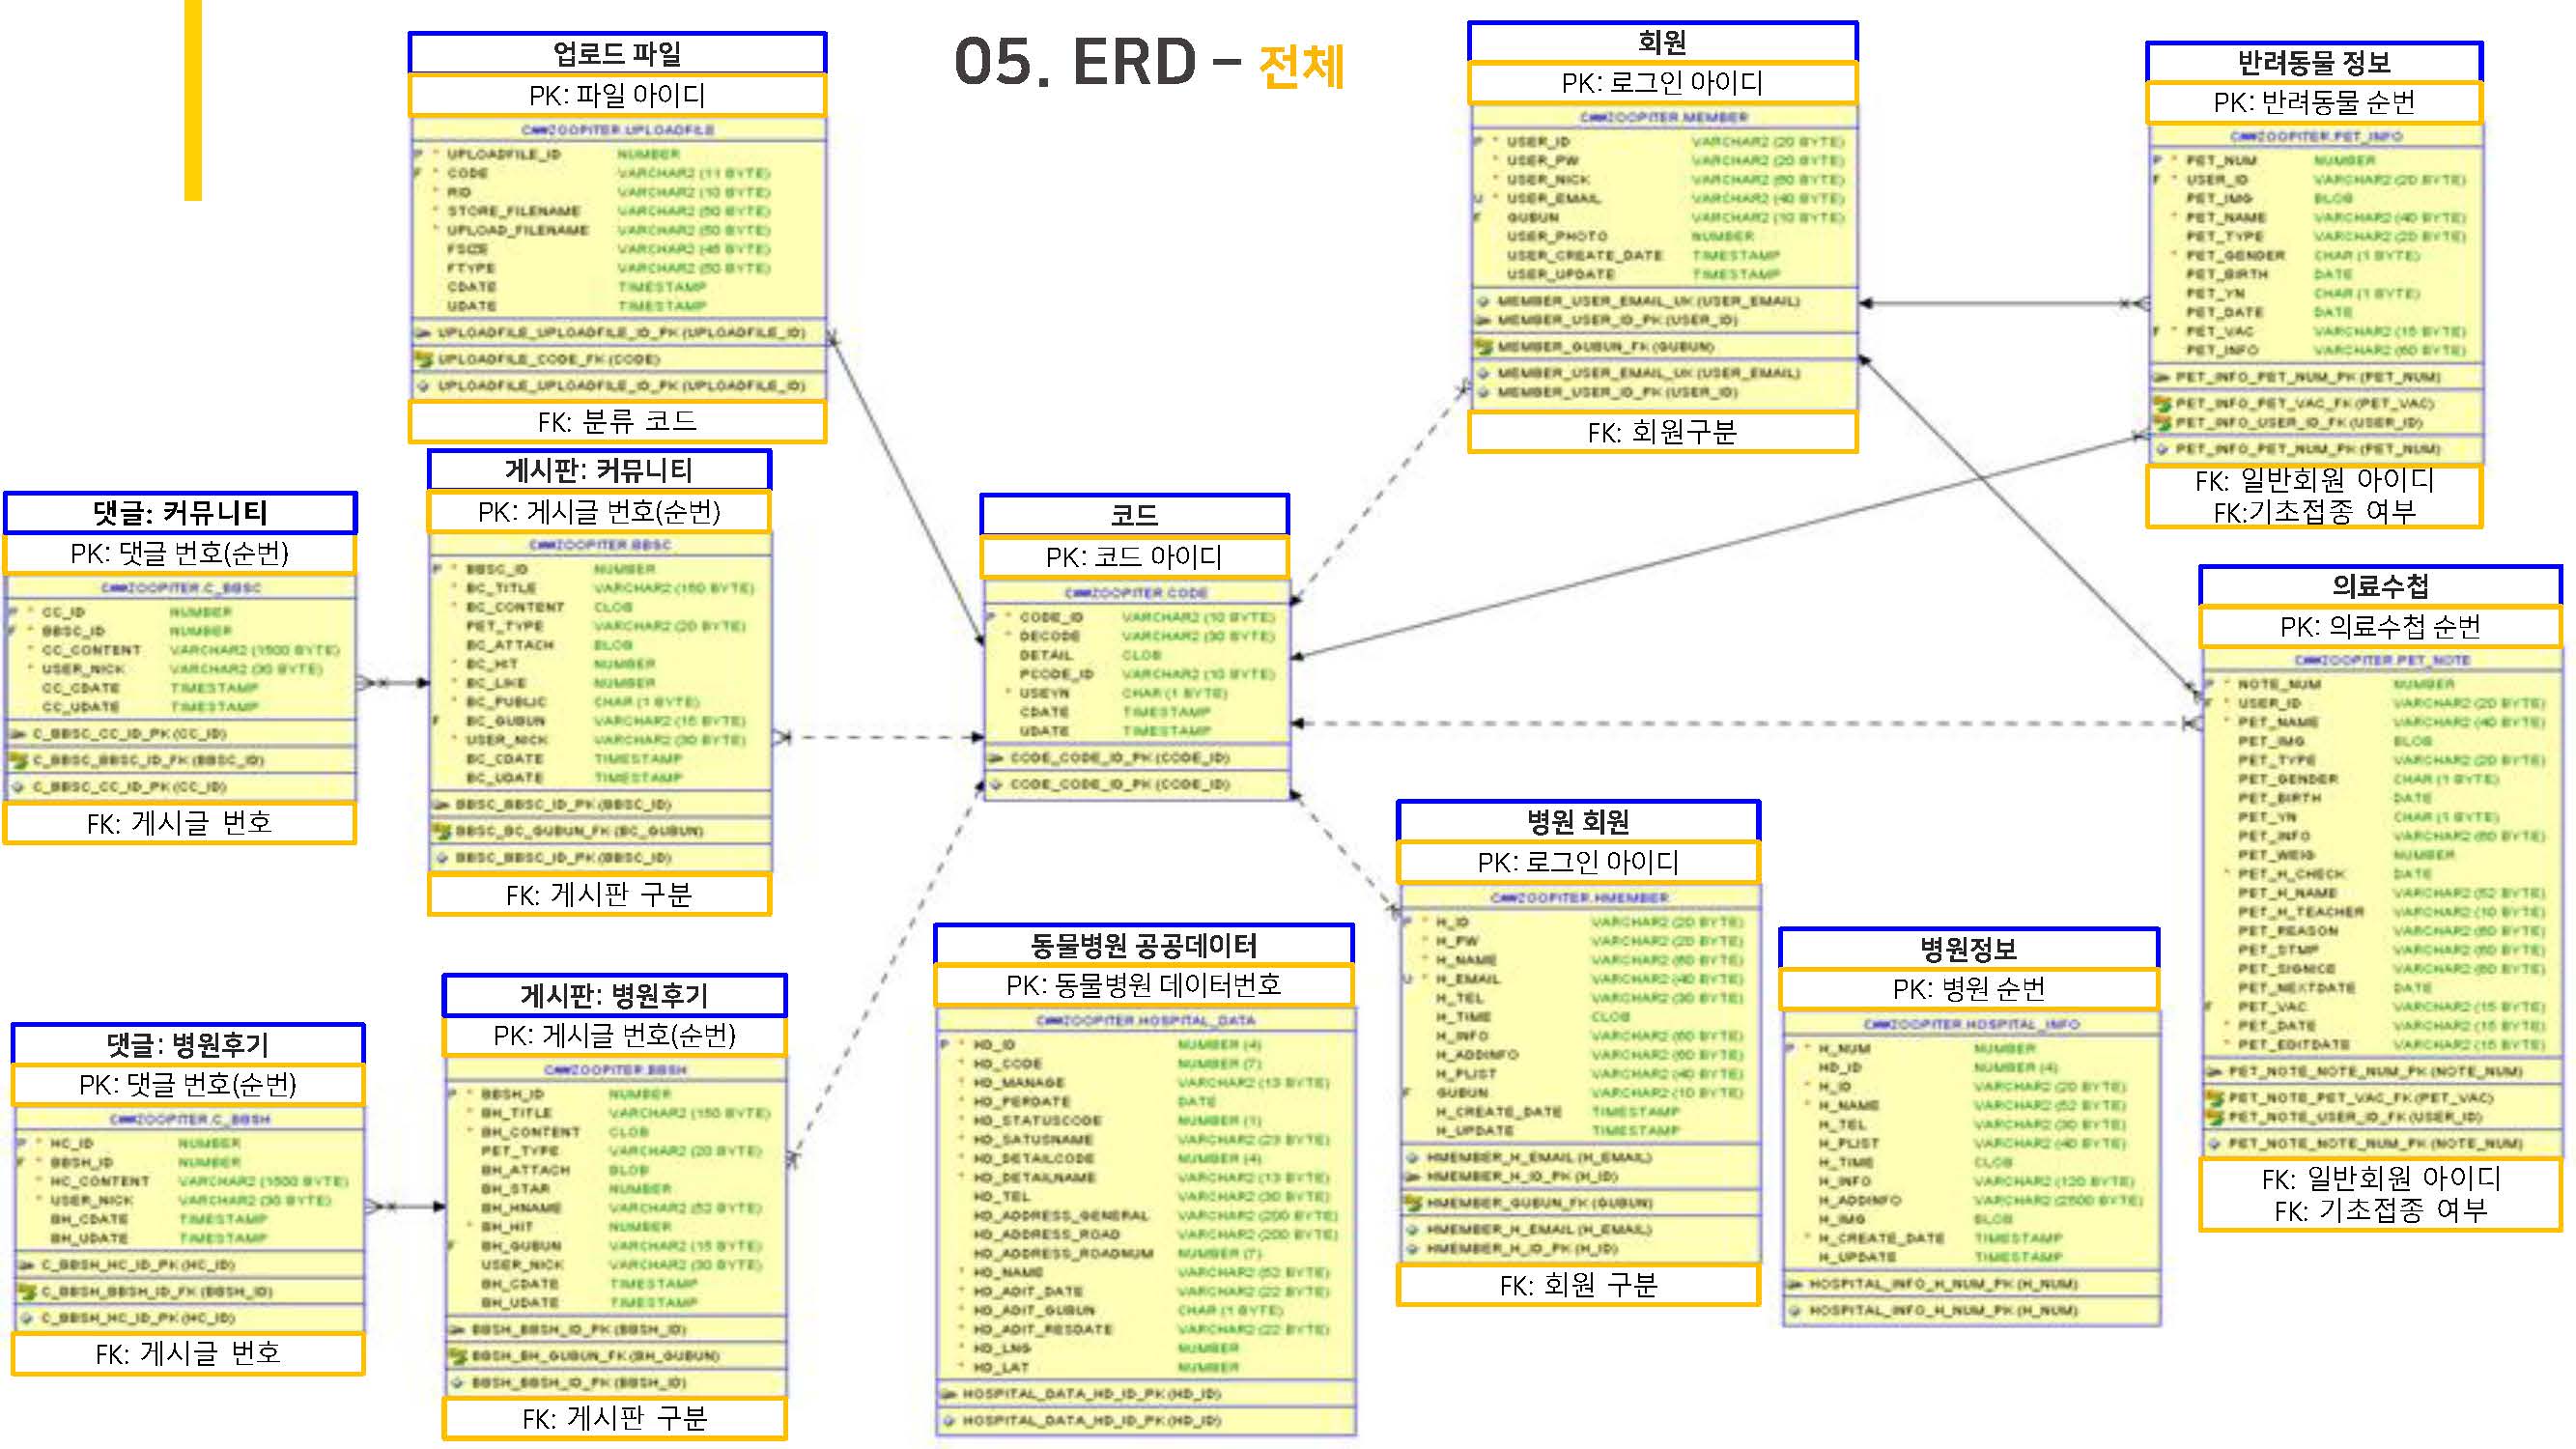 05. ERD – 전체
업로드 파일
PK: 파일 아이디
C##ZOOPITER.UPLOADFILE
P * UPLOADFILE_ID NUMBER
F * CODE VARCHAR2 (11 BYTE)
* RID VARCHAR2 (10 BYTE)
* STORE_FILENAME VARCHAR2 (50 BYTE)
* UPLOAD_FILENAME VARCHAR2 (50 BYTE)
FSIZE VARCHAR2 (45 BYTE)
FTYPE VARCHAR2 (50 BYTE)
CDATE TIMESTAMP
UDATE TIMESTAMP
UPLOADFILE_UPLOADFILE_ID_PK (UPLOADFILE_ID)
UPLOADFILE_CODE_FK (CODE)
UPLOADFILE_UPLOADFILE_ID_PK (UPLOADFILE_ID)
FK: 분류 코드
회원
PK: 로그인 아이디
C##ZOOPITER.MEMBER
P * USER_ID VARCHAR2 (20 BYTE)
* USER_PW VARCHAR2 (20 BYTE)
* USER_NICK VARCHAR2 (60 BYTE)
U * USER_EMAIL VARCHAR2 (40 BYTE)
F GUBUN VARCHAR2 (10 BYTE)
USER_PHOTO NUMBER
USER_CREATE_DATE TIMESTAMP
USER_UPDATE TIMESTAMP
MEMBER_USER_EMAIL_UK (USER_EMAIL)
MEMBER_USER_ID_PK (USER_ID)
MEMBER_GUBUN_FK (GUBUN)
MEMBER_USER_EMAIL_UK (USER_EMAIL)
MEMBER_USER_ID_PK (USER_ID)
FK: 회원구분
반려동물 정보
PK: 반려동물 순번
C##ZOOPITER.PET_INFO
P * PET_NUM NUMBER
F * USER_ID VARCHAR2 (20 BYTE)
PET_IMG BLOB
* PET_NAME VARCHAR2 (40 BYTE)
PET_TYPE VARCHAR2 (20 BYTE)
* PET_GENDER CHAR (1 BYTE)
PET_BIRTH DATE
PET_YN CHAR (1 BYTE)
PET_DATE DATE
F * PET_VAC VARCHAR2 (15 BYTE)
PET_INFO VARCHAR2 (60 BYTE)
PET_INFO_PET_NUM_PK (PET_NUM)
PET_INFO_PET_VAC_FK (PET_VAC)
PET_INFO_USER_ID_FK (USER_ID)
PET_INFO_PET_NUM_PK (PET_NUM)
FK: 일반회원 아이디
FK:기초접종 여부
댓글: 커뮤니티
PK: 댓글 번호(순번)
C##ZOOPITER.C_BBSC
P * CC_ID NUMBER
F * BBSC_ID NUMBER
* CC_CONTENT VARCHAR2 (1500 BYTE)
* USER_NICK VARCHAR2 (30 BYTE)
CC_CDATE TIMESTAMP
CC_UDATE TIMESTAMP
C_BBSC_CC_ID_PK (CC_ID)
C_BBSC_BBSC_ID_FK (BBSC_ID)
C_BBSC_CC_ID_PK (CC_ID)
FK: 게시글 번호
게시판: 커뮤니티
PK: 게시글 번호(순번)
C##ZOOPITER.BBSC
P * BBSC_ID NUMBER
* BC_TITLE VARCHAR2 (150 BYTE)
* BC_CONTENT CLOB
PET_TYPE VARCHAR2 (20 BYTE)
BC_ATTACH BLOB
* BC_HIT NUMBER
* BC_LIKE NUMBER
* BC_PUBLIC CHAR (1 BYTE)
F BC_GUBUN VARCHAR2 (15 BYTE)
* USER_NICK VARCHAR2 (30 BYTE)
BC_CDATE TIMESTAMP
BC_UDATE TIMESTAMP
BBSC_BBSC_ID_PK (BBSC_ID)
BBSC_BC_GUBUN_FK (BC_GUBUN)
BBSC_BBSC_ID_PK (BBSC_ID)
FK: 게시판 구분
코드
PK: 코드 아이디
C##ZOOPITER.CODE
P * CODE_ID VARCHAR2 (10 BYTE)
* DECODE VARCHAR2 (30 BYTE)
DETAIL CLOB
PCODE_ID VARCHAR2 (10 BYTE)
* USEYN CHAR (1 BYTE)
CDATE TIMESTAMP
UDATE TIMESTAMP
CODE_CODE_ID_PK (CODE_ID)
CODE_CODE_ID_PK (CODE_ID)
의료수첩
PK: 의료수첩 순번
C##ZOOPITER.PET_NOTE
P * NOTE_NUM NUMBER
F * USER_ID VARCHAR2 (20 BYTE)
* PET_NAME VARCHAR2 (40 BYTE)
PET_IMG BLOB
PET_TYPE VARCHAR2 (20 BYTE)
PET_GENDER CHAR (1 BYTE)
PET_BIRTH DATE
PET_YN CHAR (1 BYTE)
PET_INFO VARCHAR2 (60 BYTE)
PET_WEIG NUMBER
* PET_H_CHECK DATE
PET_H_NAME VARCHAR2 (52 BYTE)
PET_H_TEACHER VARCHAR2 (10 BYTE)
PET_REASON VARCHAR2 (60 BYTE)
PET_STMP VARCHAR2 (60 BYTE)
PET_SIGNICE VARCHAR2 (60 BYTE)
PET_NEXTDATE DATE
F PET_VAC VARCHAR2 (15 BYTE)
* PET_DATE VARCHAR2 (15 BYTE)
* PET_EDITDATE VARCHAR2 (15 BYTE)
PET_NOTE_NOTE_NUM_PK (NOTE_NUM)
PET_NOTE_PET_VAC_FK (PET_VAC)
PET_NOTE_USER_ID_FK (USER_ID)
PET_NOTE_NOTE_NUM_PK (NOTE_NUM)
FK: 일반회원 아이디
FK: 기초접종 여부
댓글: 병원후기
PK: 댓글 번호(순번)
C##ZOOPITER.C_BBSH
P * HC_ID NUMBER
F * BBSH_ID NUMBER
* HC_CONTENT VARCHAR2 (1500 BYTE)
* USER_NICK VARCHAR2 (30 BYTE)
BH_CDATE TIMESTAMP
BH_UDATE TIMESTAMP
C_BBSH_HC_ID_PK (HC_ID)
C_BBSH_BBSH_ID_FK (BBSH_ID)
C_BBSH_HC_ID_PK (HC_ID)
FK: 게시글 번호
게시판: 병원후기
PK: 게시글 번호(순번)
C##ZOOPITER.BBSH
P * BBSH_ID NUMBER
* BH_TITLE VARCHAR2 (150 BYTE)
* BH_CONTENT CLOB
PET_TYPE VARCHAR2 (20 BYTE)
BH_ATTACH BLOB
BH_STAR NUMBER
BH_HNAME VARCHAR2 (52 BYTE)
* BH_HIT NUMBER
F BH_GUBUN VARCHAR2 (15 BYTE)
USER_NICK VARCHAR2 (30 BYTE)
BH_CDATE TIMESTAMP
BH_UDATE TIMESTAMP
BBSH_BBSH_ID_PK (BBSH_ID)
BBSH_BH_GUBUN_FK (BH_GUBUN)
BBSH_BBSH_ID_PK (BBSH_ID)
FK: 게시판 구분
동물병원 공공데이터
PK: 동물병원 데이터번호
C##ZOOPITER.HOSPITAL_DATA
P * HD_ID NUMBER (4)
* HD_CODE NUMBER (7)
* HD_MANAGE VARCHAR2 (13 BYTE)
* HD_PERDATE DATE
* HD_STATUSCODE NUMBER (1)
* HD_SATUSNAME VARCHAR2 (23 BYTE)
* HD_DETAILCODE NUMBER (4)
* HD_DETAILNAME VARCHAR2 (13 BYTE)
HD_TEL VARCHAR2 (30 BYTE)
HD_ADDRESS_GENERAL VARCHAR2 (200 BYTE)
HD_ADDRESS_ROAD VARCHAR2 (200 BYTE)
HD_ADDRESS_ROADNUM NUMBER (7)
* HD_NAME VARCHAR2 (52 BYTE)
* HD_ADIT_DATE VARCHAR2 (22 BYTE)
* HD_ADIT_GUBUN CHAR (1 BYTE)
* HD_ADIT_RESDATE VARCHAR2 (22 BYTE)
* HD_LNG NUMBER
* HD_LAT NUMBER
HOSPITAL_DATA_HD_ID_PK (HD_ID)
HOSPITAL_DATA_HD_ID_PK (HD_ID)
병원 회원
PK: 로그인 아이디
C##ZOOPITER.HMEMBER
P * H_ID VARCHAR2 (20 BYTE)
* H_PW VARCHAR2 (20 BYTE)
* H_NAME VARCHAR2 (60 BYTE)
U * H_EMAIL VARCHAR2 (40 BYTE)
H_TEL VARCHAR2 (30 BYTE)
H_TIME CLOB
H_INFO VARCHAR2 (60 BYTE)
H_ADDINFO VARCHAR2 (60 BYTE)
H_PLIST VARCHAR2 (40 BYTE)
F GUBUN VARCHAR2 (10 BYTE)
H_CREATE_DATE TIMESTAMP
H_UPDATE TIMESTAMP
HMEMBER_H_EMAIL (H_EMAIL)
HMEMBER_H_ID_PK (H_ID)
HMEMBER_GUBUN_FK (GUBUN)
HMEMBER_H_EMAIL (H_EMAIL)
HMEMBER_H_ID_PK (H_ID)
FK: 회원 구분
병원정보
PK: 병원 순번
C##ZOOPITER.HOSPITAL_INFO
P * H_NUM NUMBER
HD_ID NUMBER (4)
* H_ID VARCHAR2 (20 BYTE)
* H_NAME VARCHAR2 (52 BYTE)
H_TEL VARCHAR2 (30 BYTE)
H_PLIST VARCHAR2 (40 BYTE)
H_TIME CLOB
H_INFO VARCHAR2 (120 BYTE)
H_ADDINFO VARCHAR2 (2500 BYTE)
H_IMG BLOB
* H_CREATE_DATE TIMESTAMP
H_UPDATE TIMESTAMP
HOSPITAL_INFO_H_NUM_PK (H_NUM)
HOSPITAL_INFO_H_NUM_PK (H_NUM)